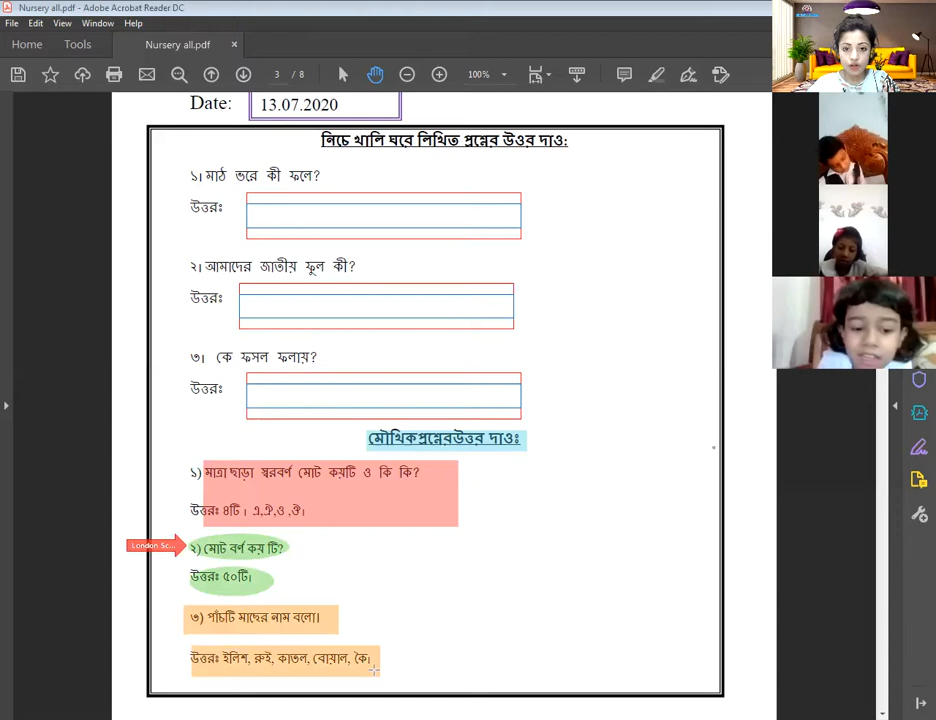 Nursery all.pdf - Adobe Acrobat Reader DC
File Edit View Window Help
Home Tools Nursery all.pdf ×
3 / 8 100%
Date: 13.07.2020
নিচে খালি ঘরে লিখিত প্রশ্নের উওর দাও:
১। মাঠ ভরে কী ফলে?
উত্তরঃ
২। আমাদের জাতীয় ফুল কী?
উত্তরঃ
৩। কে ফসল ফলায়?
উত্তরঃ
মৌখিকপ্রশ্নেরউত্তর দাওঃ
১) মাত্রা ছাড়া স্বরবর্ণ মোট কয়টি ও কি কি?
উত্তরঃ ৪টি । এ,ঐ,ও ,ঔ।
London Sc...
২) মোট বর্ণ কয় টি?
উত্তরঃ ৫০টি।
৩) পাঁচটি মাছের নাম বলো।
উত্তরঃ ইলিশ, রুই, কাতল, বোয়াল, কৈ।